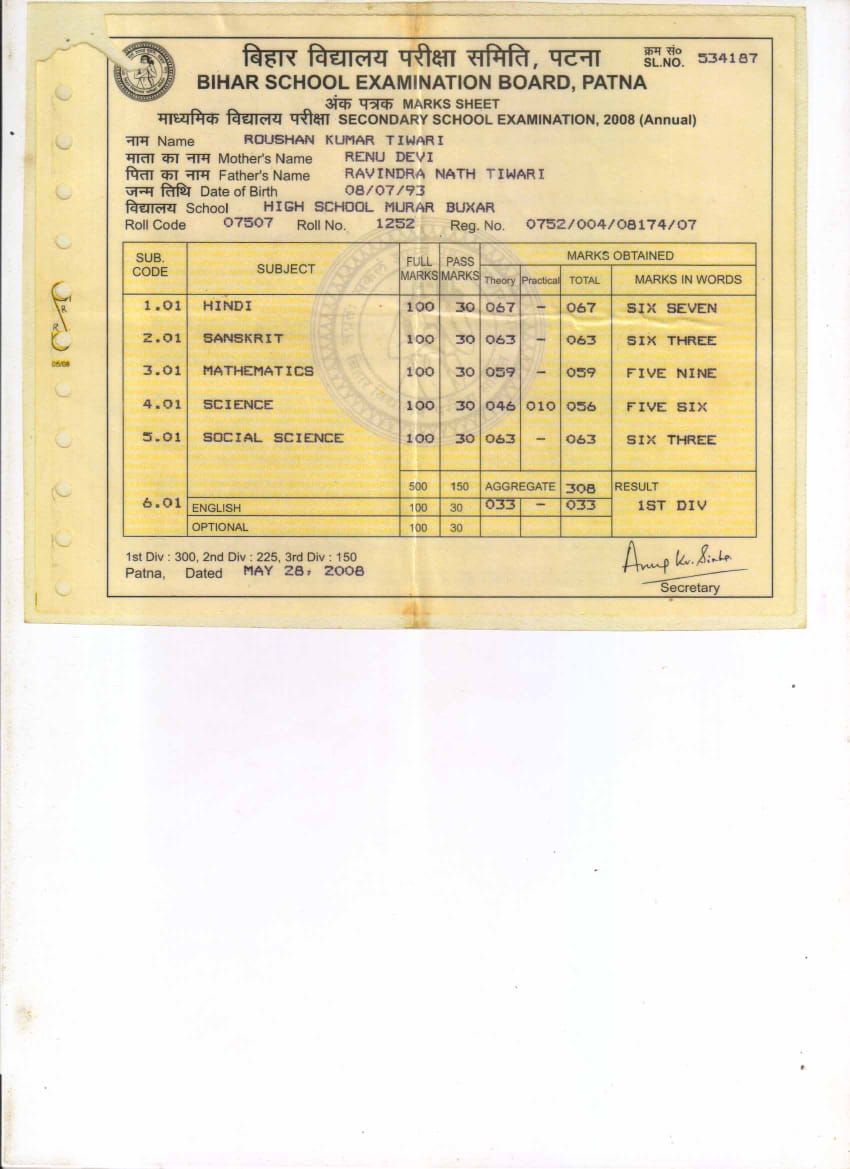 बिहार विद्यालय परीक्षा समिति, पटना
क्रम सं०
SL.NO. 534187
BIHAR SCHOOL EXAMINATION BOARD, PATNA
अंक पत्रक MARKS SHEET
माध्यमिक विद्यालय परीक्षा SECONDARY SCHOOL EXAMINATION, 2008 (Annual)
नाम Name ROUSHAN KUMAR TIWARI
माता का नाम Mother's Name RENU DEVI
पिता का नाम Father's Name RAVINDRA NATH TIWARI
जन्म तिथि Date of Birth 08/07/93
विद्यालय School HIGH SCHOOL MURAR BUXAR
Roll Code 07507 Roll No. 1252 Reg. No. 0752/004/08174/07
SUB. CODE SUBJECT FULL MARKS PASS MARKS MARKS OBTAINED
Theory Practical TOTAL MARKS IN WORDS
1.01 HINDI 100 30 067 - 067 SIX SEVEN
2.01 SANSKRIT 100 30 063 - 063 SIX THREE
3.01 MATHEMATICS 100 30 059 - 059 FIVE NINE
4.01 SCIENCE 100 30 046 010 056 FIVE SIX
5.01 SOCIAL SCIENCE 100 30 063 - 063 SIX THREE
500 150 AGGREGATE 308 RESULT
6.01 ENGLISH 100 30 033 - 033 1ST DIV
OPTIONAL 100 30
1st Div : 300, 2nd Div : 225, 3rd Div : 150
Patna, Dated MAY 28, 2008
Anup Kr. Sinha
Secretary